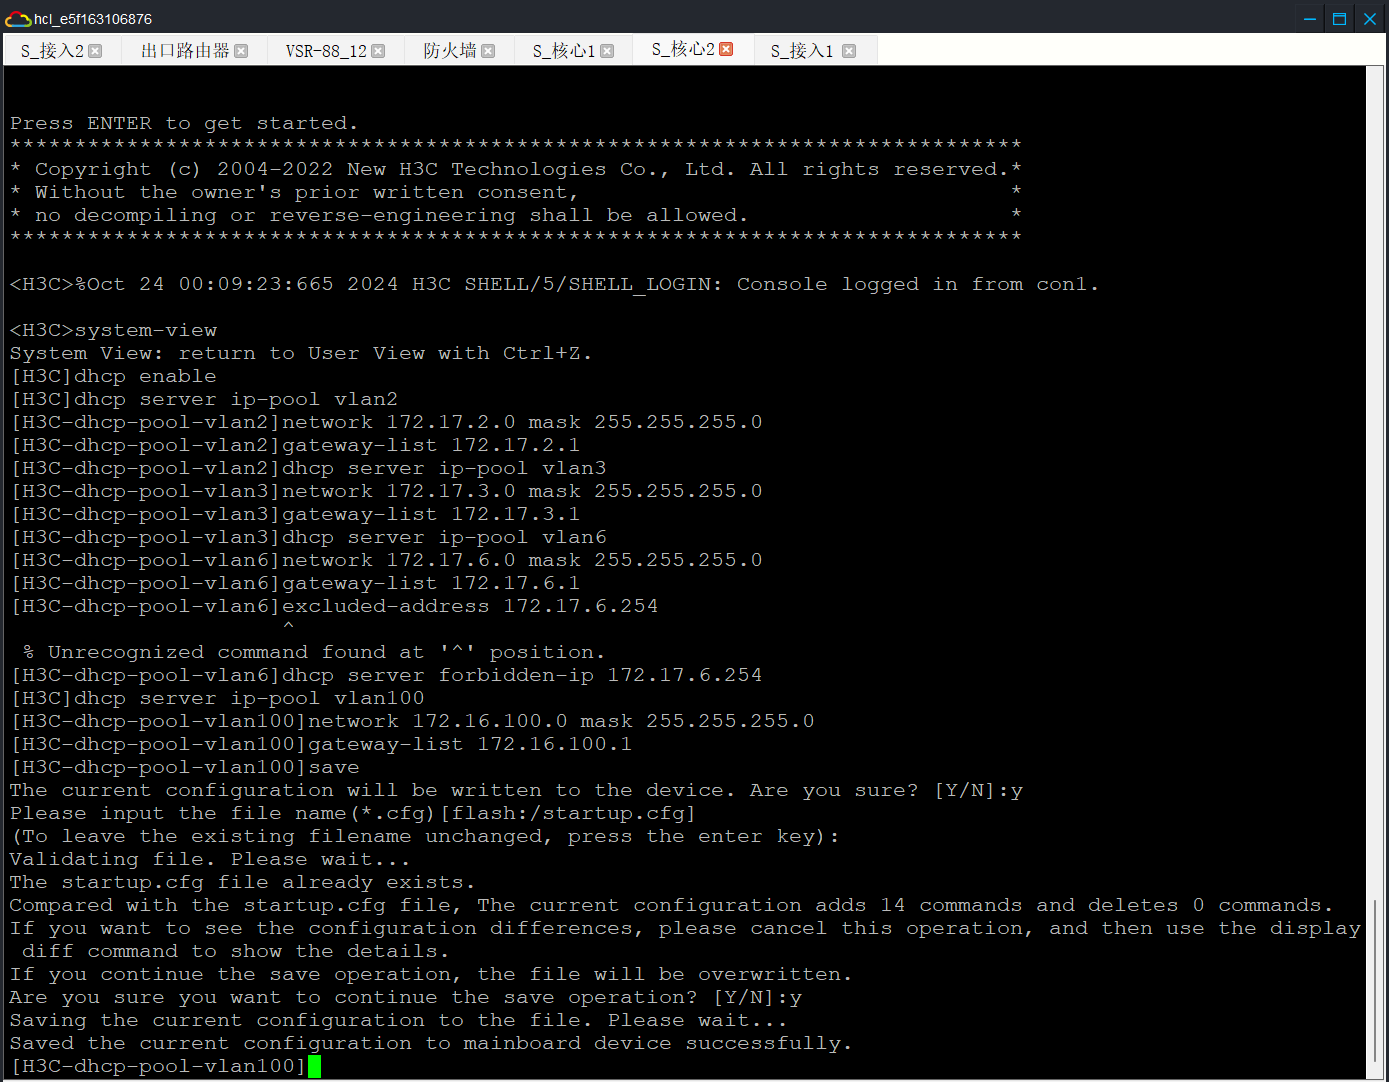 hcl_e5f163106876
S_接入2 出口路由器 VSR-88_12 防火墙 S_核心1 S_核心2 S_接入1
Press ENTER to get started.
******************************************************************************
* Copyright (c) 2004-2022 New H3C Technologies Co., Ltd. All rights reserved.*
* Without the owner's prior written consent,                                 *
* no decompiling or reverse-engineering shall be allowed.                    *
******************************************************************************
<H3C>%Oct 24 00:09:23:665 2024 H3C SHELL/5/SHELL_LOGIN: Console logged in from con1.
<H3C>system-view
System View: return to User View with Ctrl+Z.
[H3C]dhcp enable
[H3C]dhcp server ip-pool vlan2
[H3C-dhcp-pool-vlan2]network 172.17.2.0 mask 255.255.255.0
[H3C-dhcp-pool-vlan2]gateway-list 172.17.2.1
[H3C-dhcp-pool-vlan2]dhcp server ip-pool vlan3
[H3C-dhcp-pool-vlan3]network 172.17.3.0 mask 255.255.255.0
[H3C-dhcp-pool-vlan3]gateway-list 172.17.3.1
[H3C-dhcp-pool-vlan3]dhcp server ip-pool vlan6
[H3C-dhcp-pool-vlan6]network 172.17.6.0 mask 255.255.255.0
[H3C-dhcp-pool-vlan6]gateway-list 172.17.6.1
[H3C-dhcp-pool-vlan6]excluded-address 172.17.6.254
                     ^
 % Unrecognized command found at '^' position.
[H3C-dhcp-pool-vlan6]dhcp server forbidden-ip 172.17.6.254
[H3C]dhcp server ip-pool vlan100
[H3C-dhcp-pool-vlan100]network 172.16.100.0 mask 255.255.255.0
[H3C-dhcp-pool-vlan100]gateway-list 172.16.100.1
[H3C-dhcp-pool-vlan100]save
The current configuration will be written to the device. Are you sure? [Y/N]:y
Please input the file name(*.cfg)[flash:/startup.cfg]
(To leave the existing filename unchanged, press the enter key):
Validating file. Please wait...
The startup.cfg file already exists.
Compared with the startup.cfg file, The current configuration adds 14 commands and deletes 0 commands.
If you want to see the configuration differences, please cancel this operation, and then use the display
 diff command to show the details.
If you continue the save operation, the file will be overwritten.
Are you sure you want to continue the save operation? [Y/N]:y
Saving the current configuration to the file. Please wait...
Saved the current configuration to mainboard device successfully.
[H3C-dhcp-pool-vlan100]